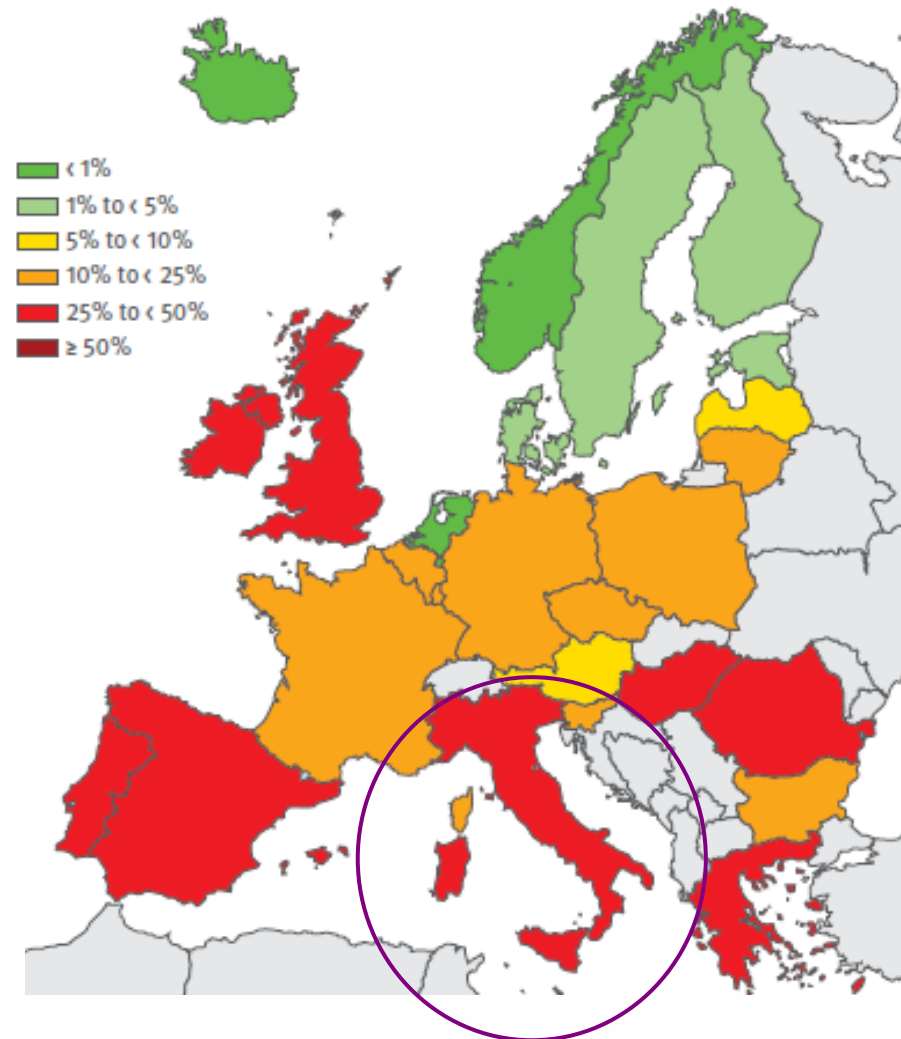 ‹ 1%
1% to ‹ 5%
5% to ‹ 10%
10% to ‹ 25%
25% to ‹ 50%
≥ 50%